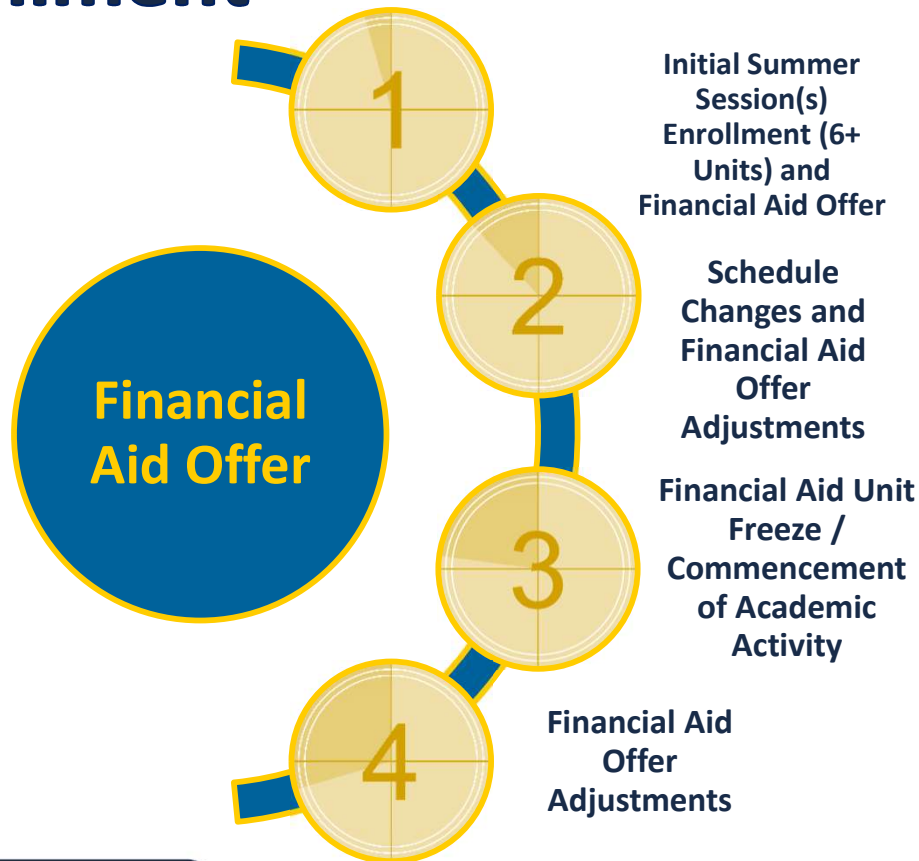 1
Initial Summer
Session(s)
Enrollment (6+
Units) and
Financial Aid Offer
2
Schedule
Changes and
Financial Aid
Offer
Adjustments
Financial
Aid Offer
3
Financial Aid Unit
Freeze /
Commencement
of Academic
Activity
4
Financial Aid
Offer
Adjustments